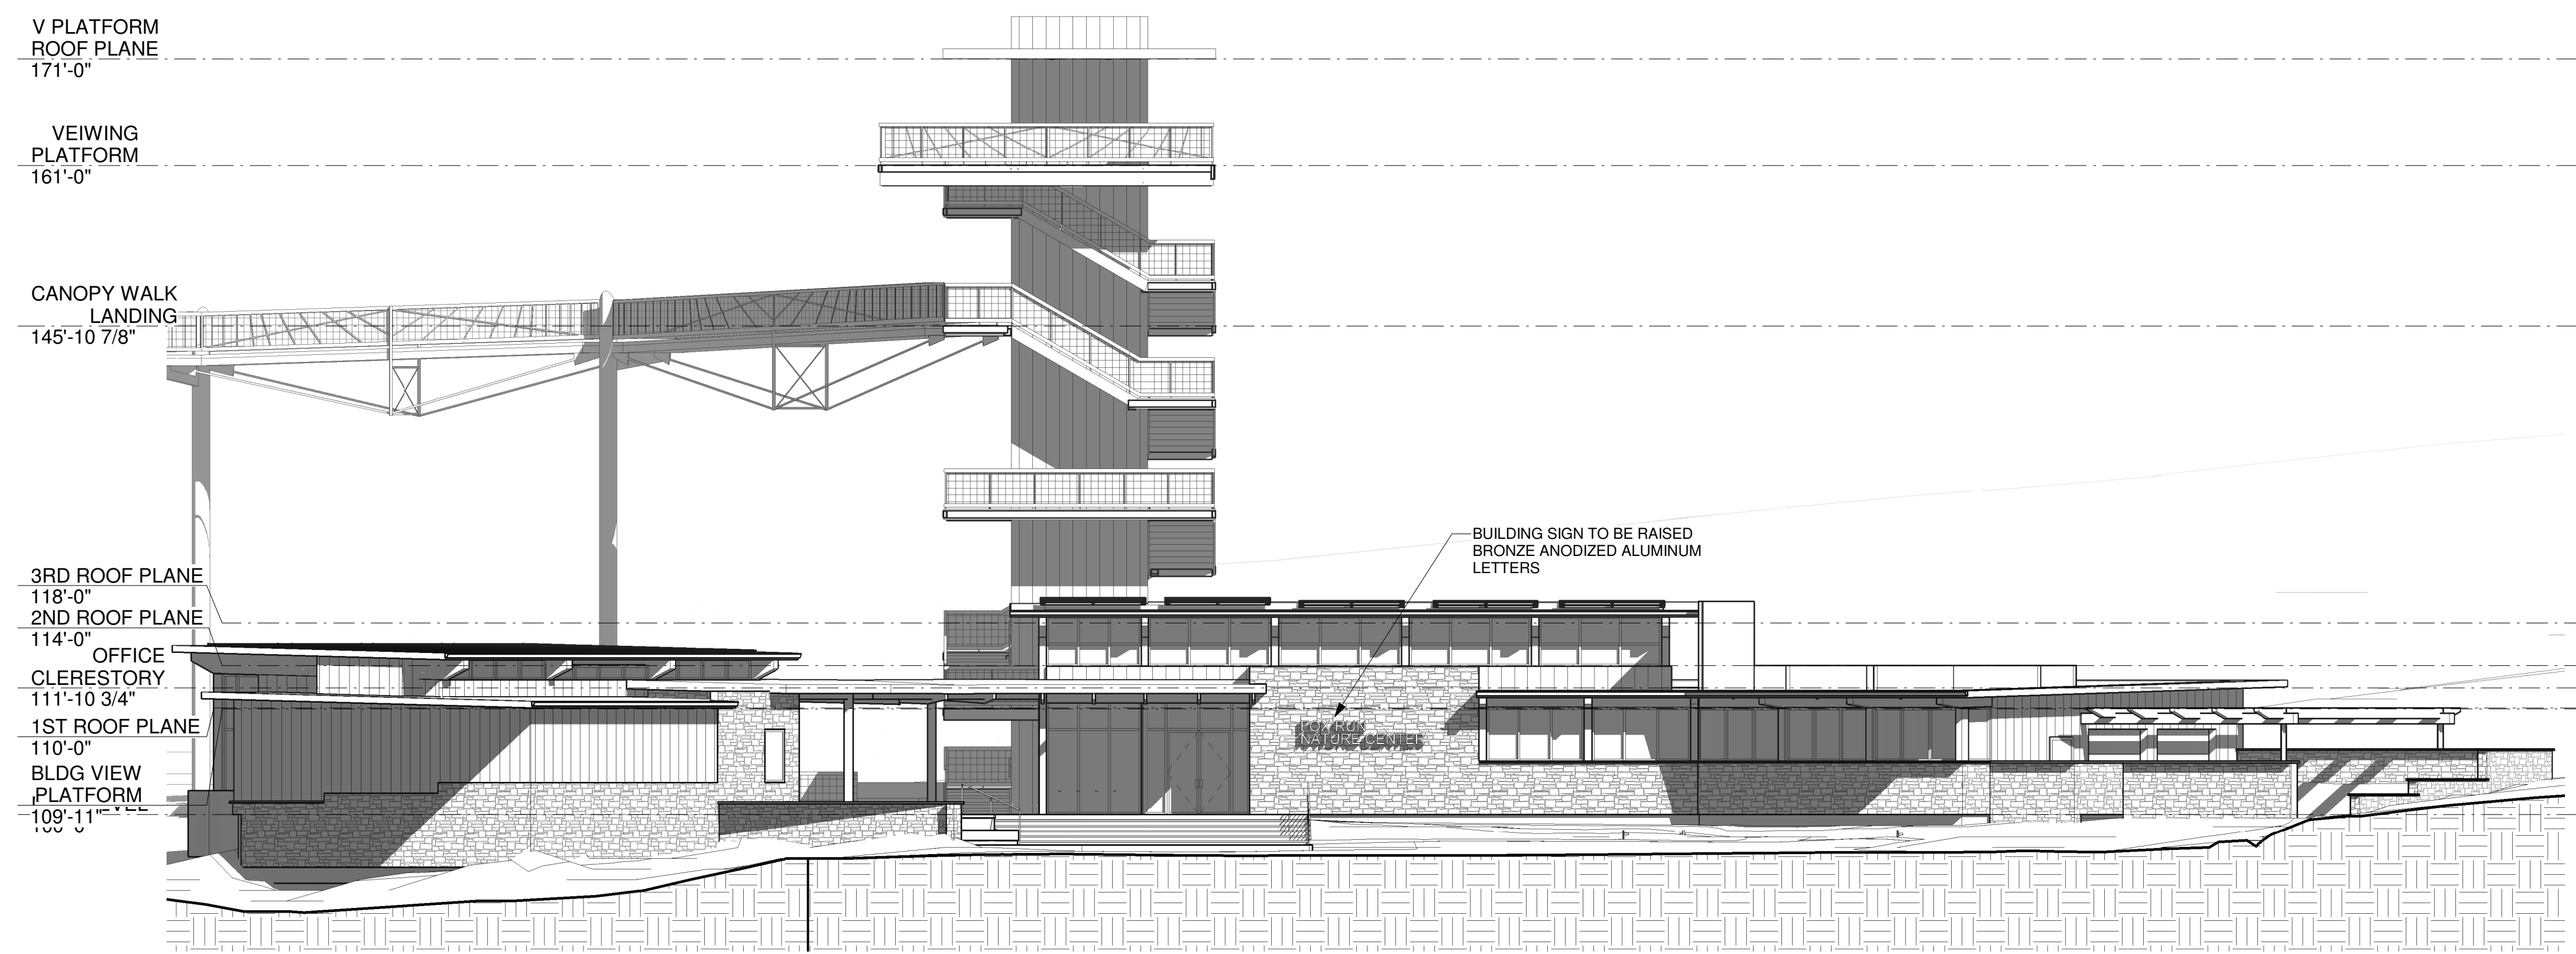 V PLATFORM
ROOF PLANE
171'-0"
VEIWING
PLATFORM
161'-0"
CANOPY WALK
LANDING
145'-10 7/8"
3RD ROOF PLANE
118'-0"
2ND ROOF PLANE
114'-0"
OFFICE
CLERESTORY
111'-10 3/4"
1ST ROOF PLANE
110'-0"
BLDG VIEW
PLATFORM
109'-11"
BUILDING SIGN TO BE RAISED
BRONZE ANODIZED ALUMINUM
LETTERS
FOX RUN
NATURE CENTER